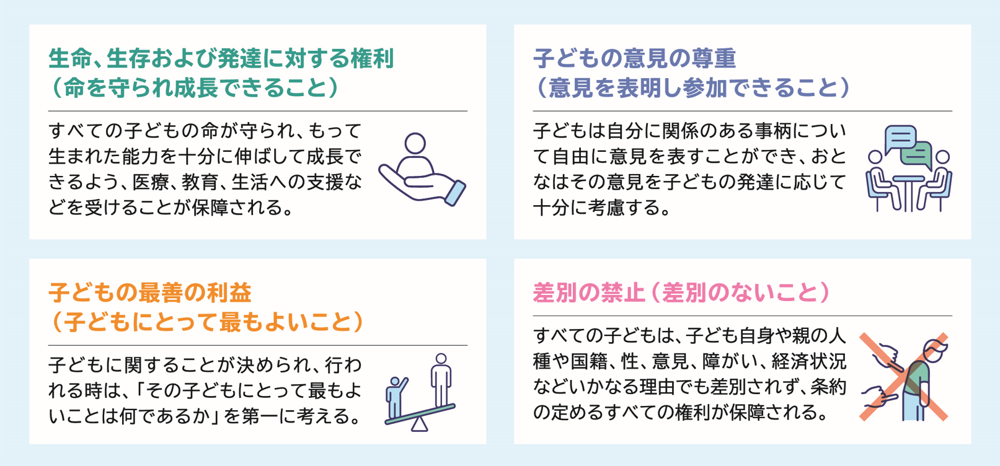 生命、生存および発達に対する権利
（命を守られ成長できること）
すべての子どもの命が守られ、もって
生まれた能力を十分に伸ばして成長で
きるよう、医療、教育、生活への支援な
どを受けることが保障される。
子どもの意見の尊重
（意見を表明し参加できること）
子どもは自分に関係のある事柄につい
て自由に意見を表すことができ、おと
なはその意見を子どもの発達に応じて
十分に考慮する。
子どもの最善の利益
（子どもにとって最もよいこと）
子どもに関することが決められ、行わ
れる時は、「その子どもにとって最もよ
いことは何であるか」を第一に考える。
差別の禁止（差別のないこと）
すべての子どもは、子ども自身や親の人
種や国籍、性、意見、障がい、経済状況
などいかなる理由でも差別されず、条約
の定めるすべての権利が保障される。